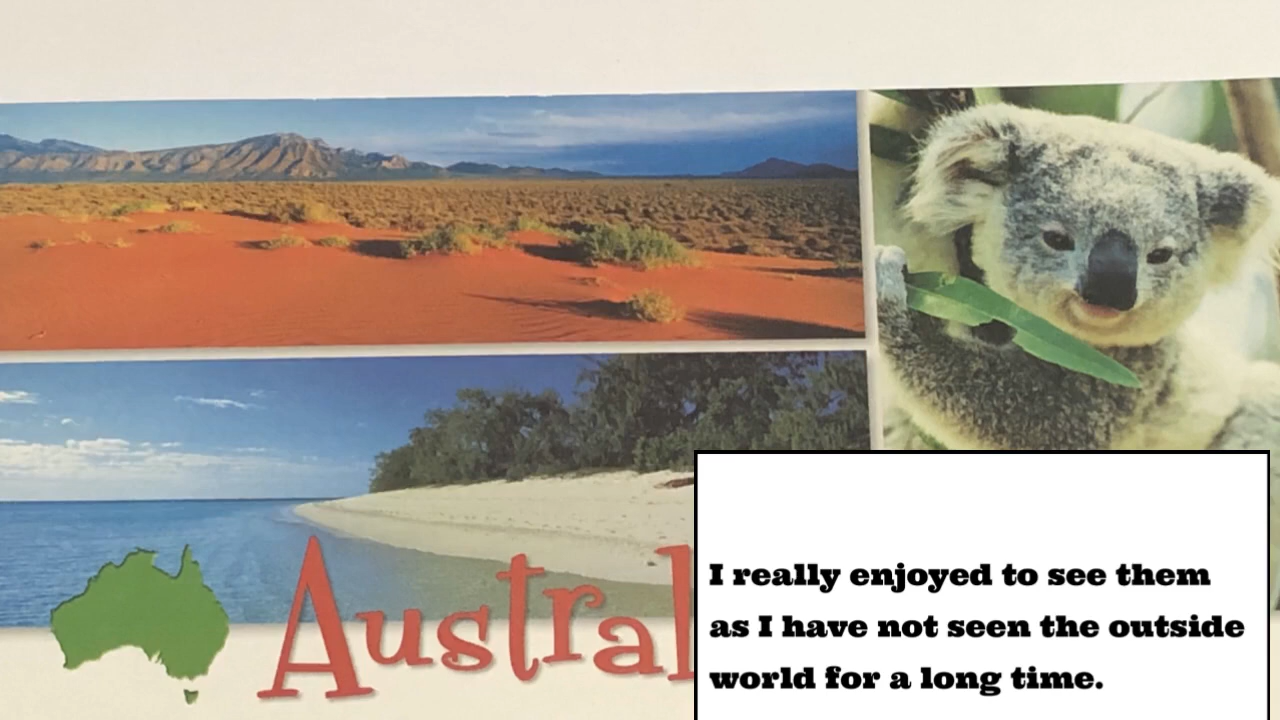 Austral
I really enjoyed to see them
as I have not seen the outside
world for a long time.